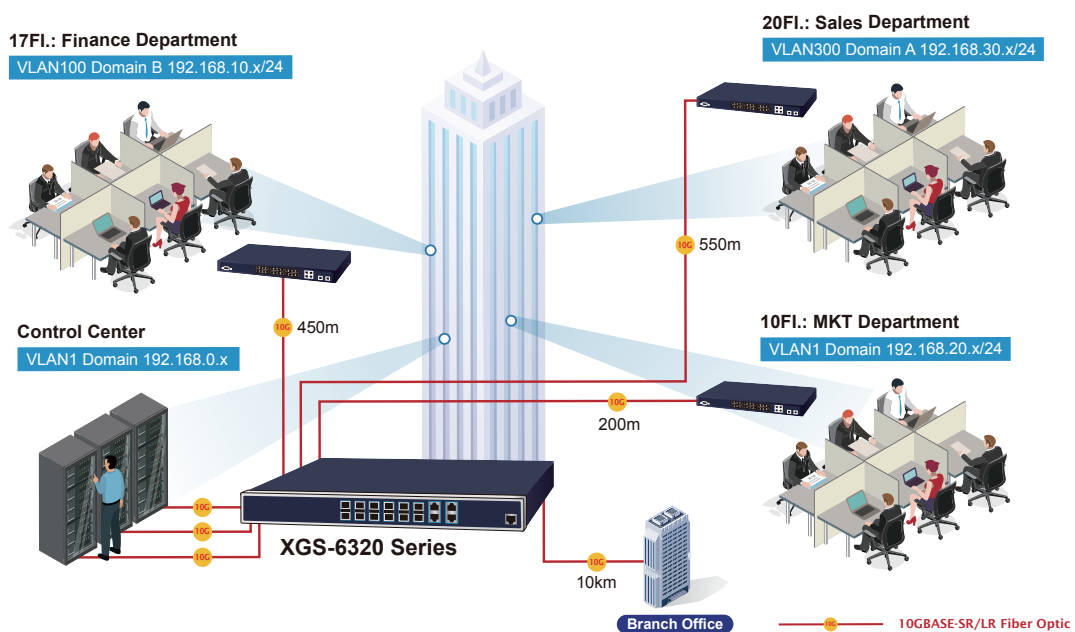 17Fl.: Finance Department
VLAN100 Domain B 192.168.10.x/24
20Fl.: Sales Department
VLAN300 Domain A 192.168.30.x/24
10G 550m
10G 450m
Control Center
VLAN1 Domain 192.168.0.x
10Fl.: MKT Department
VLAN1 Domain 192.168.20.x/24
10G
200m
10G
10G
10G
XGS-6320 Series
10G
10km
Branch Office
10G 10GBASE-SR/LR Fiber Optic